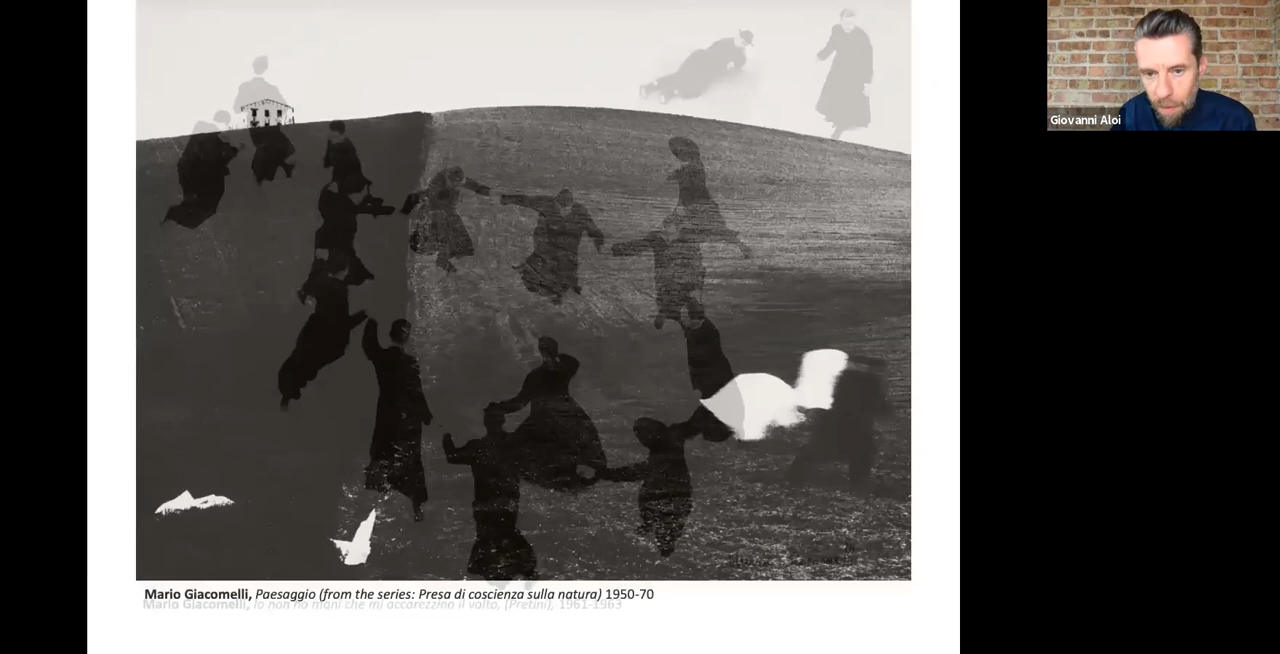 Giovanni Aloi
Mario Giacomelli, Paesaggio (from the series: Presa di coscienza sulla natura) 1950-70
Mario Giacomelli, Io non ho mani che mi accarezzino il volto, (Pretini), 1961-1963